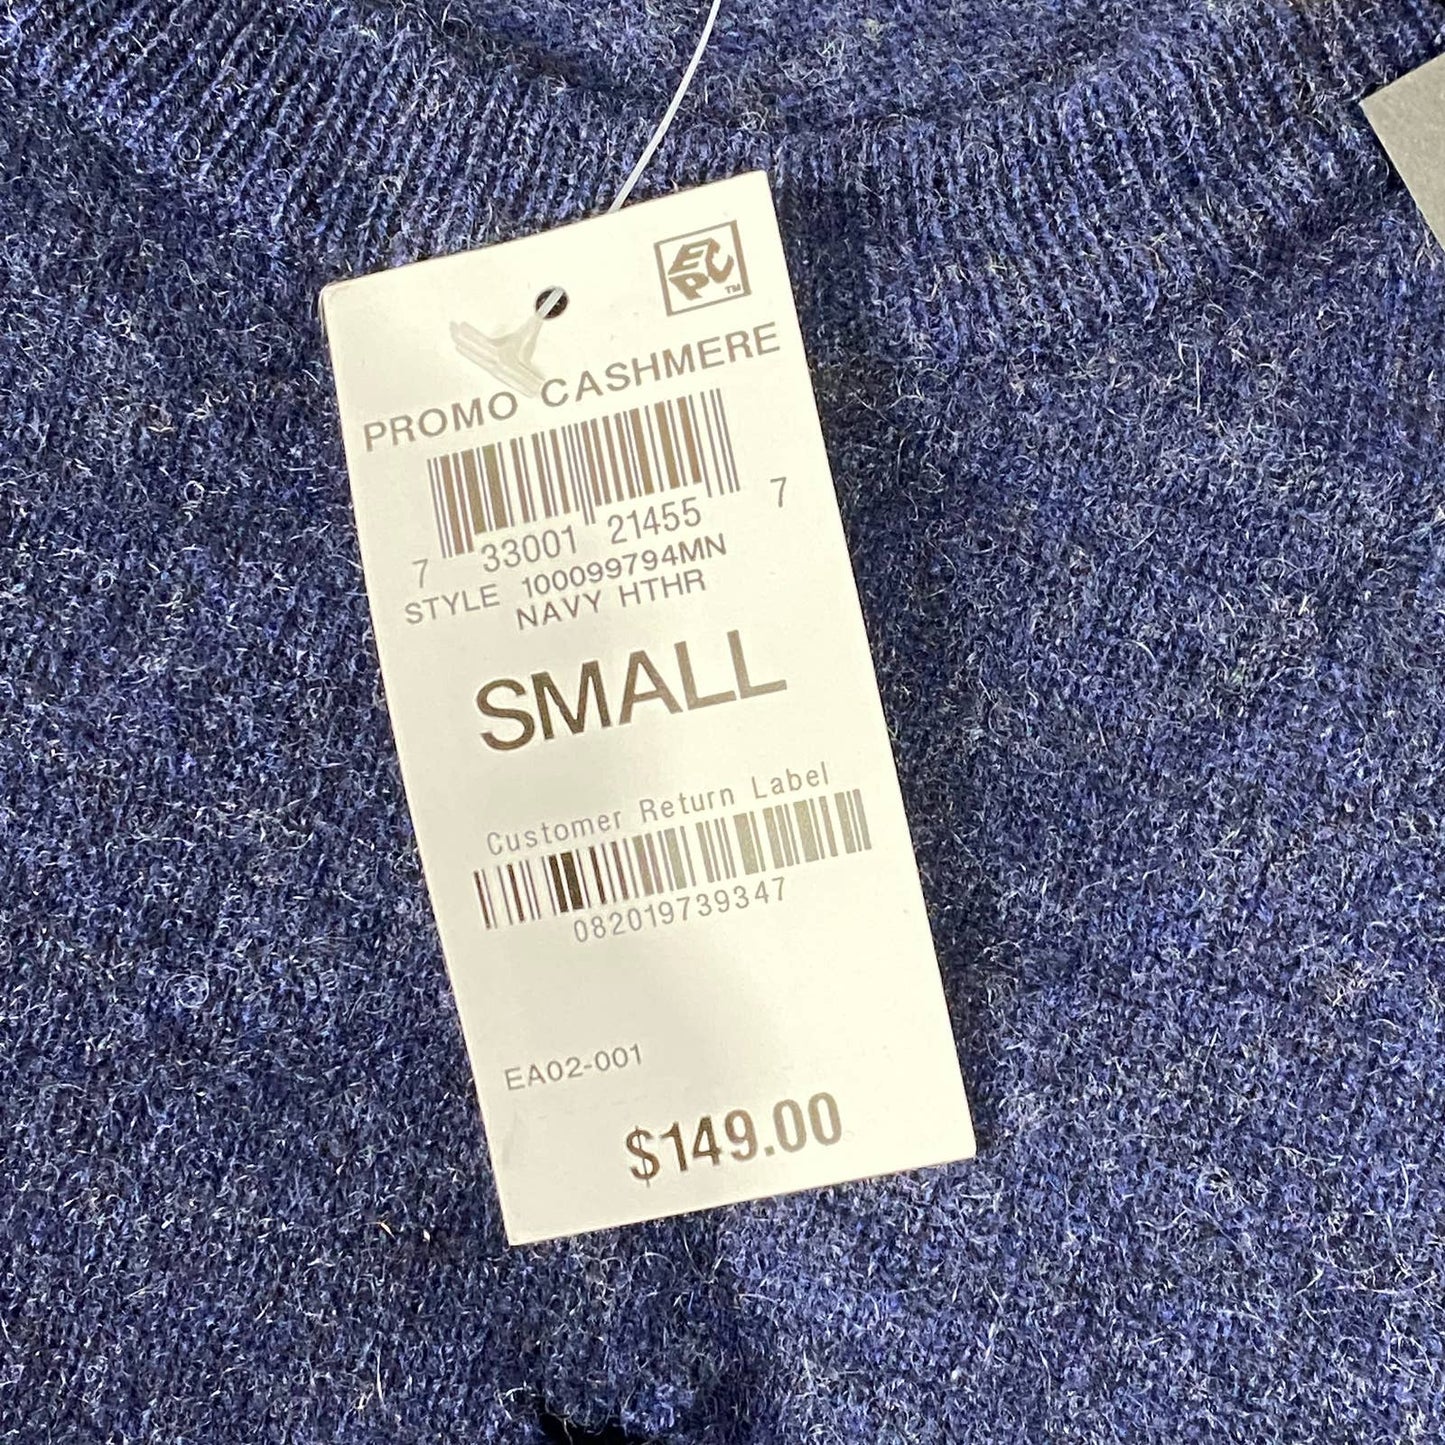 EPC
TM
PROMO CASHMERE
7 33001 21455 7
STYLE 100099794MN
NAVY HTHR
SMALL
Customer Return Label
082019739347
EA02-001
$149.00